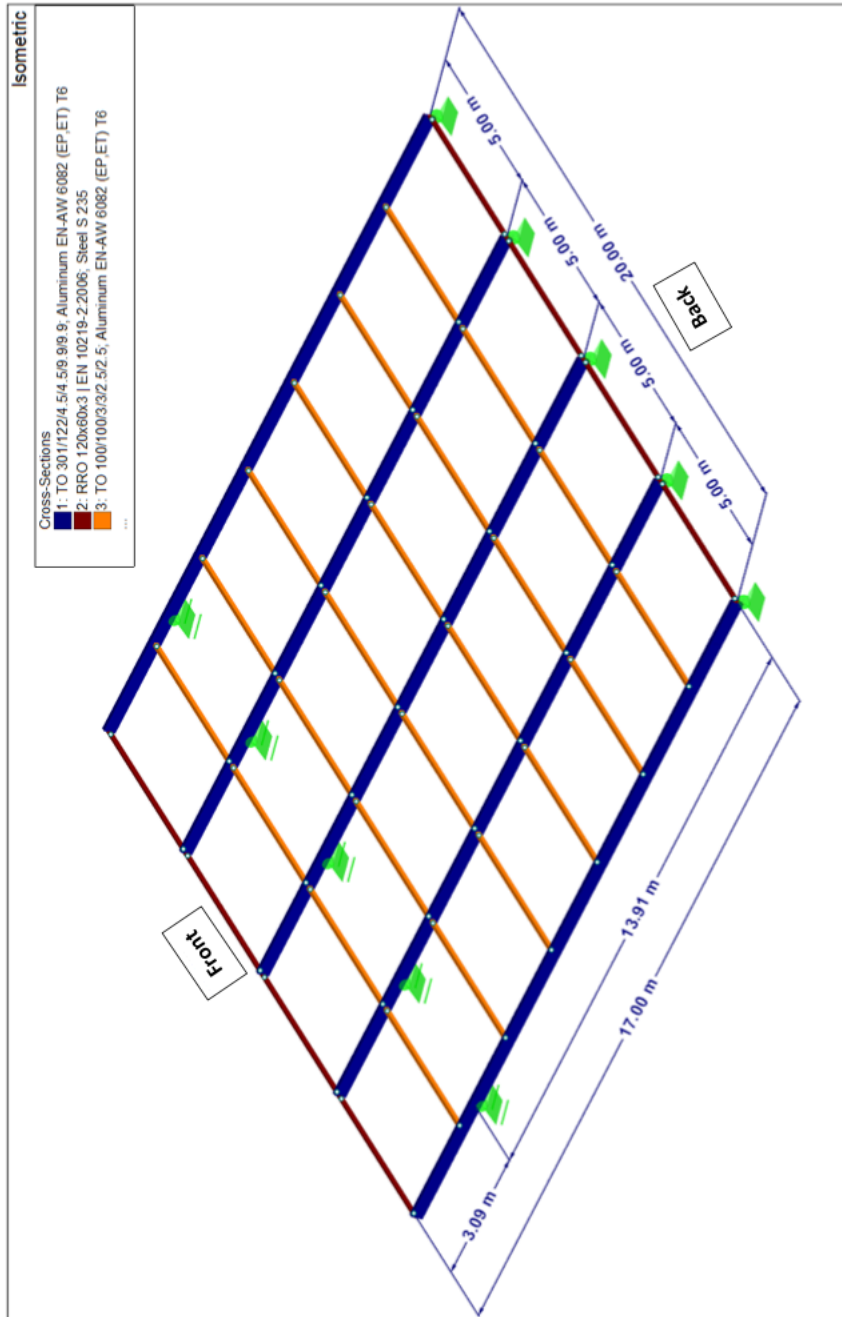 Isometric
Cross-Sections
1: TO 301/122/4.5/4.5/9.9/9.9; Aluminum EN-AW 6082 (EP,ET) T6
2: RRO 120x60x3 | EN 10219-2:2006; Steel S 235
3: TO 100/100/3/3/2.5/2.5; Aluminum EN-AW 6082 (EP,ET) T6
...
5.00 m
5.00 m
20.00 m
Back
5.00 m
5.00 m
Front
13.91 m
17.00 m
3.09 m